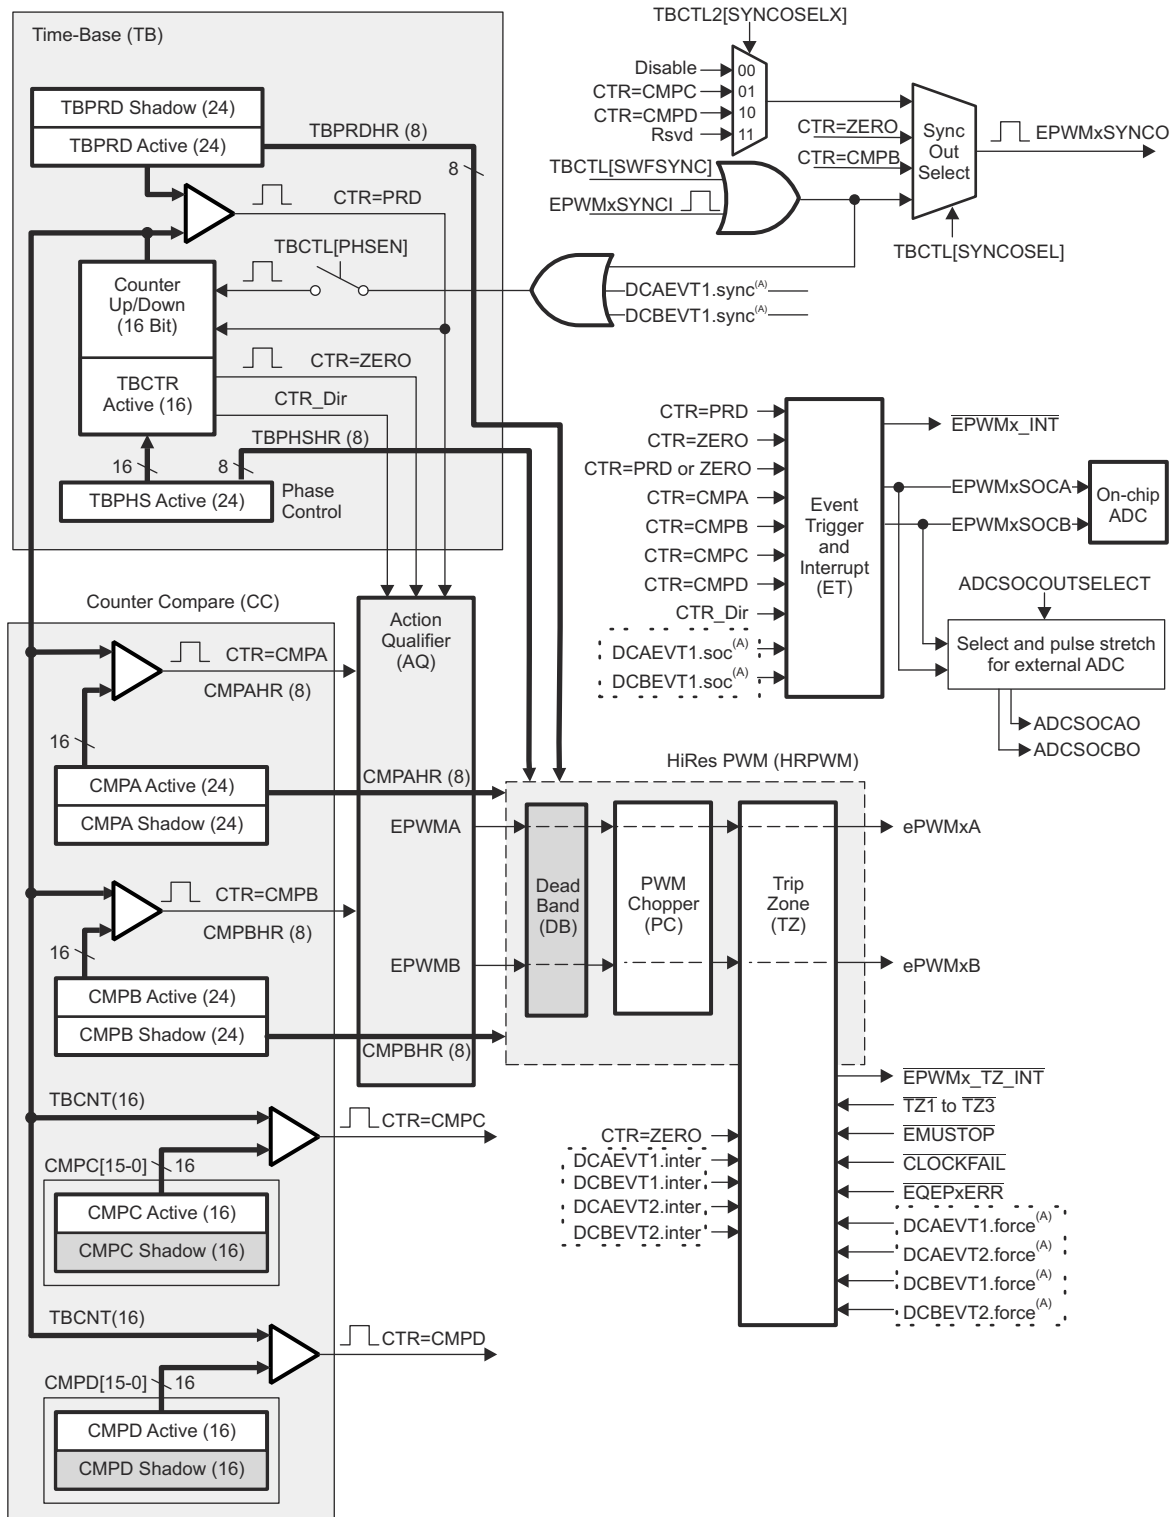 TBCTL2[SYNCOSELX]
Time-Base (TB)
Disable
00
CTR=CMPC
01
CTR=CMPD
10
Rsvd
11
TBPRD Shadow (24)
TBPRD Active (24)
TBPRDHR (8)
8
CTR=ZERO
CTR=CMPB
Sync
Out
Select
EPWMxSYNCO
TBCTL[SWFSYNC]
EPWMxSYNCI
TBCTL[SYNCOSEL]
CTR=PRD
TBCTL[PHSEN]
Counter
Up/Down
(16 Bit)
DCAEVT1.sync(A)
DCBEVT1.sync(A)
TBCTR
Active (16)
CTR=ZERO
CTR_Dir
TBPHSHR (8)
16
8
TBPHS Active (24)
Phase
Control
CTR=PRD
CTR=ZERO
CTR=PRD or ZERO
CTR=CMPA
CTR=CMPB
CTR=CMPC
CTR=CMPD
CTR_Dir
DCAEVT1.soc(A)
DCBEVT1.soc(A)
Event
Trigger
and
Interrupt
(ET)
EPWMx_INT
EPWMxSOCA
EPWMxSOCB
On-chip
ADC
ADCSOCOUTSELECT
Select and pulse stretch
for external ADC
ADCSOCAO
ADCSOCBO
Counter Compare (CC)
Action
Qualifier
(AQ)
CTR=CMPA
CMPAHR (8)
16
CMPA Active (24)
CMPA Shadow (24)
CMPAHR (8)
HiRes PWM (HRPWM)
EPWMA
ePWMxA
CTR=CMPB
CMPBHR (8)
16
Dead
Band
(DB)
PWM
Chopper
(PC)
Trip
Zone
(TZ)
EPWMB
ePWMxB
CMPB Active (24)
CMPB Shadow (24)
CMPBHR (8)
EPWMx_TZ_INT
TZ1 to TZ3
EMUSTOP
CLOCKFAIL
EQEPxERR
DCAEVT1.force(A)
DCAEVT2.force(A)
DCBEVT1.force(A)
DCBEVT2.force(A)
CTR=ZERO
DCAEVT1.inter
DCBEVT1.inter
DCAEVT2.inter
DCBEVT2.inter
TBCNT(16)
CTR=CMPC
CMPC[15-0]
16
CMPC Active (16)
CMPC Shadow (16)
TBCNT(16)
CTR=CMPD
CMPD[15-0]
16
CMPD Active (16)
CMPD Shadow (16)